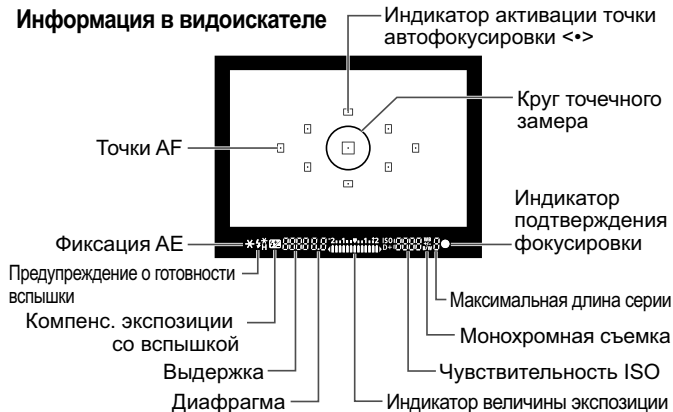 Информация в видоискателе
Индикатор активации точки
автофокусировки <•>
Круг точечного
замера
Точки AF
Индикатор
подтверждения
фокусировки
Фиксация AE
Предупреждение о готовности
вспышки
Максимальная длина серии
Компенс. экспозиции
со вспышкой
Монохромная съемка
Выдержка
Чувствительность ISO
Диафрагма
Индикатор величины экспозиции